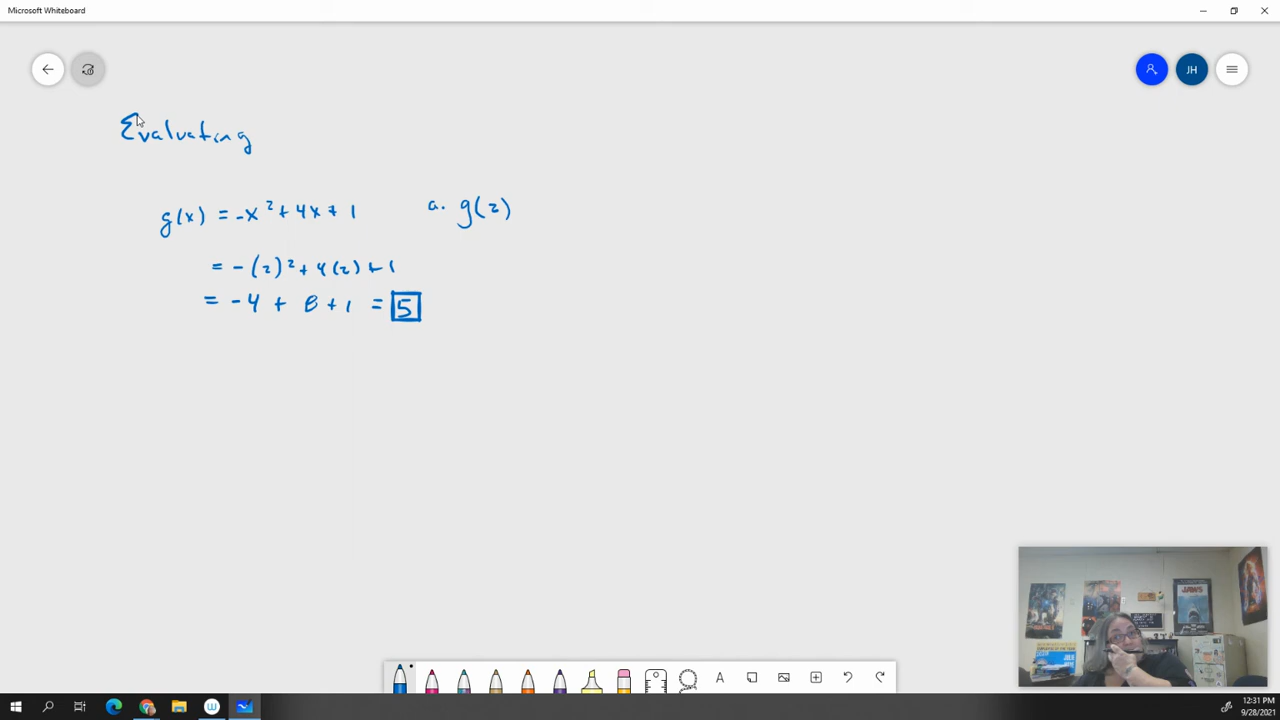 Microsoft Whiteboard
JH
Evaluating
g(x) = -x² + 4x + 1 a. g(2)
= -(2)² + 4(2) + 1
= -4 + 8 + 1 = 5
JAWS
A
12:31 PM
9/28/2021